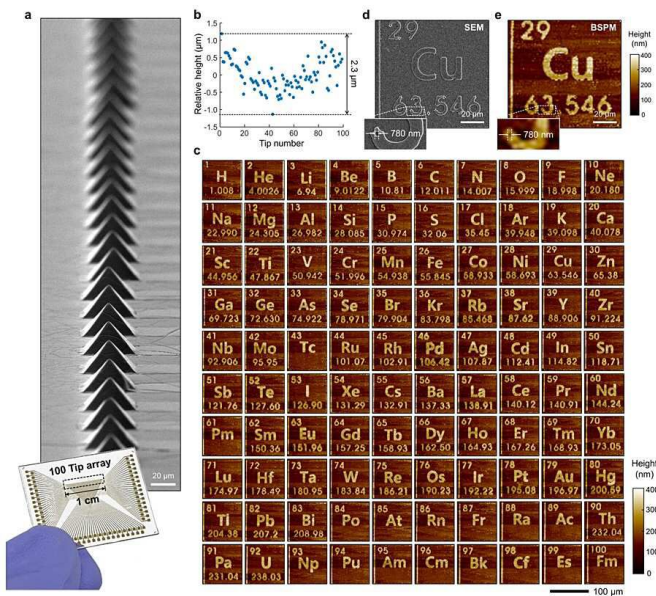 a
100 Tip array
1 cm
20 µm
b
Relative height (µm)
1.5
1.0
0.5
0
-0.5
-1.0
-1.5
0 20 40 60 80 100
Tip number
2.3 µm
d
SEM
29
Cu
63.546
780 nm
20 µm
e
BSPM
29
Cu
63.546
780 nm
20 µm
Height
(nm)
400
300
200
100
0
c
1 2 3 4 5 6 7 8 9 10
H He Li Be B C N O F Ne
1.008 4.0026 6.94 9.0122 10.81 12.011 14.007 15.999 18.998 20.180
11 12 13 14 15 16 17 18 19 20
Na Mg Al Si P S Cl Ar K Ca
22.990 24.305 26.982 28.085 30.974 32.06 35.45 39.948 39.098 40.078
21 22 23 24 25 26 27 28 29 30
Sc Ti V Cr Mn Fe Co Ni Cu Zn
44.956 47.867 50.942 51.996 54.938 55.845 58.933 58.693 63.546 65.38
31 32 33 34 35 36 37 38 39 40
Ga Ge As Se Br Kr Rb Sr Y Zr
69.723 72.630 74.922 78.971 79.904 83.798 85.468 87.62 88.906 91.224
41 42 43 44 45 46 47 48 49 50
Nb Mo Tc Ru Rh Pd Ag Cd In Sn
92.906 95.95 101.07 102.91 106.42 107.87 112.41 114.82 118.71
51 52 53 54 55 56 57 58 59 60
Sb Te I Xe Cs Ba La Ce Pr Nd
121.76 127.60 126.90 131.29 132.91 137.33 138.91 140.12 140.91 144.24
61 62 63 64 65 66 67 68 69 70
Pm Sm Eu Gd Tb Dy Ho Er Tm Yb
150.36 151.96 157.25 158.93 162.50 164.93 167.26 168.93 173.05
71 72 73 74 75 76 77 78 79 80
Lu Hf Ta W Re Os Ir Pt Au Hg
174.97 178.49 180.95 183.84 186.21 190.23 192.22 195.08 196.97 200.59
81 82 83 84 85 86 87 88 89 90
Tl Pb Bi Po At Rn Fr Ra Ac Th
204.38 207.2 208.98 232.04
91 92 93 94 95 96 97 98 99 100
Pa U Np Pu Am Cm Bk Cf Es Fm
231.04 238.03
Height
(nm)
400
300
200
100
0
100 µm